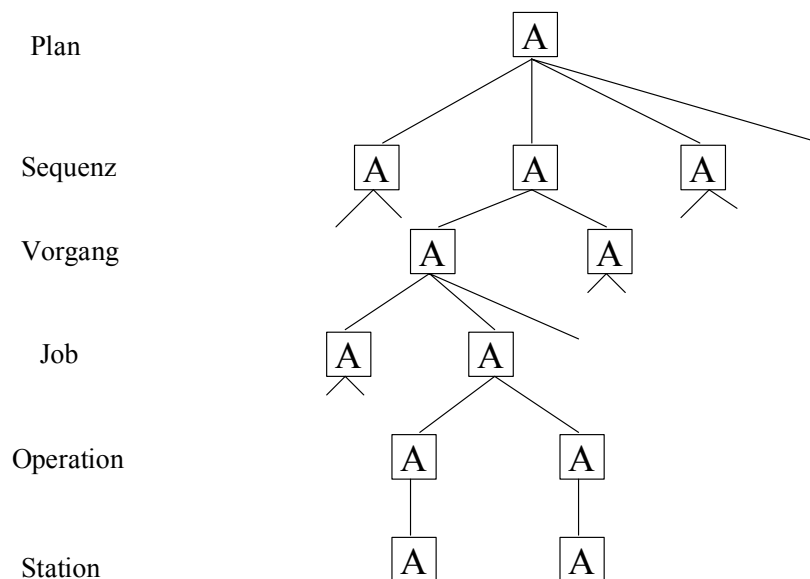 Plan A
Sequenz A A A
Vorgang A A
Job A A
Operation A A
Station A A